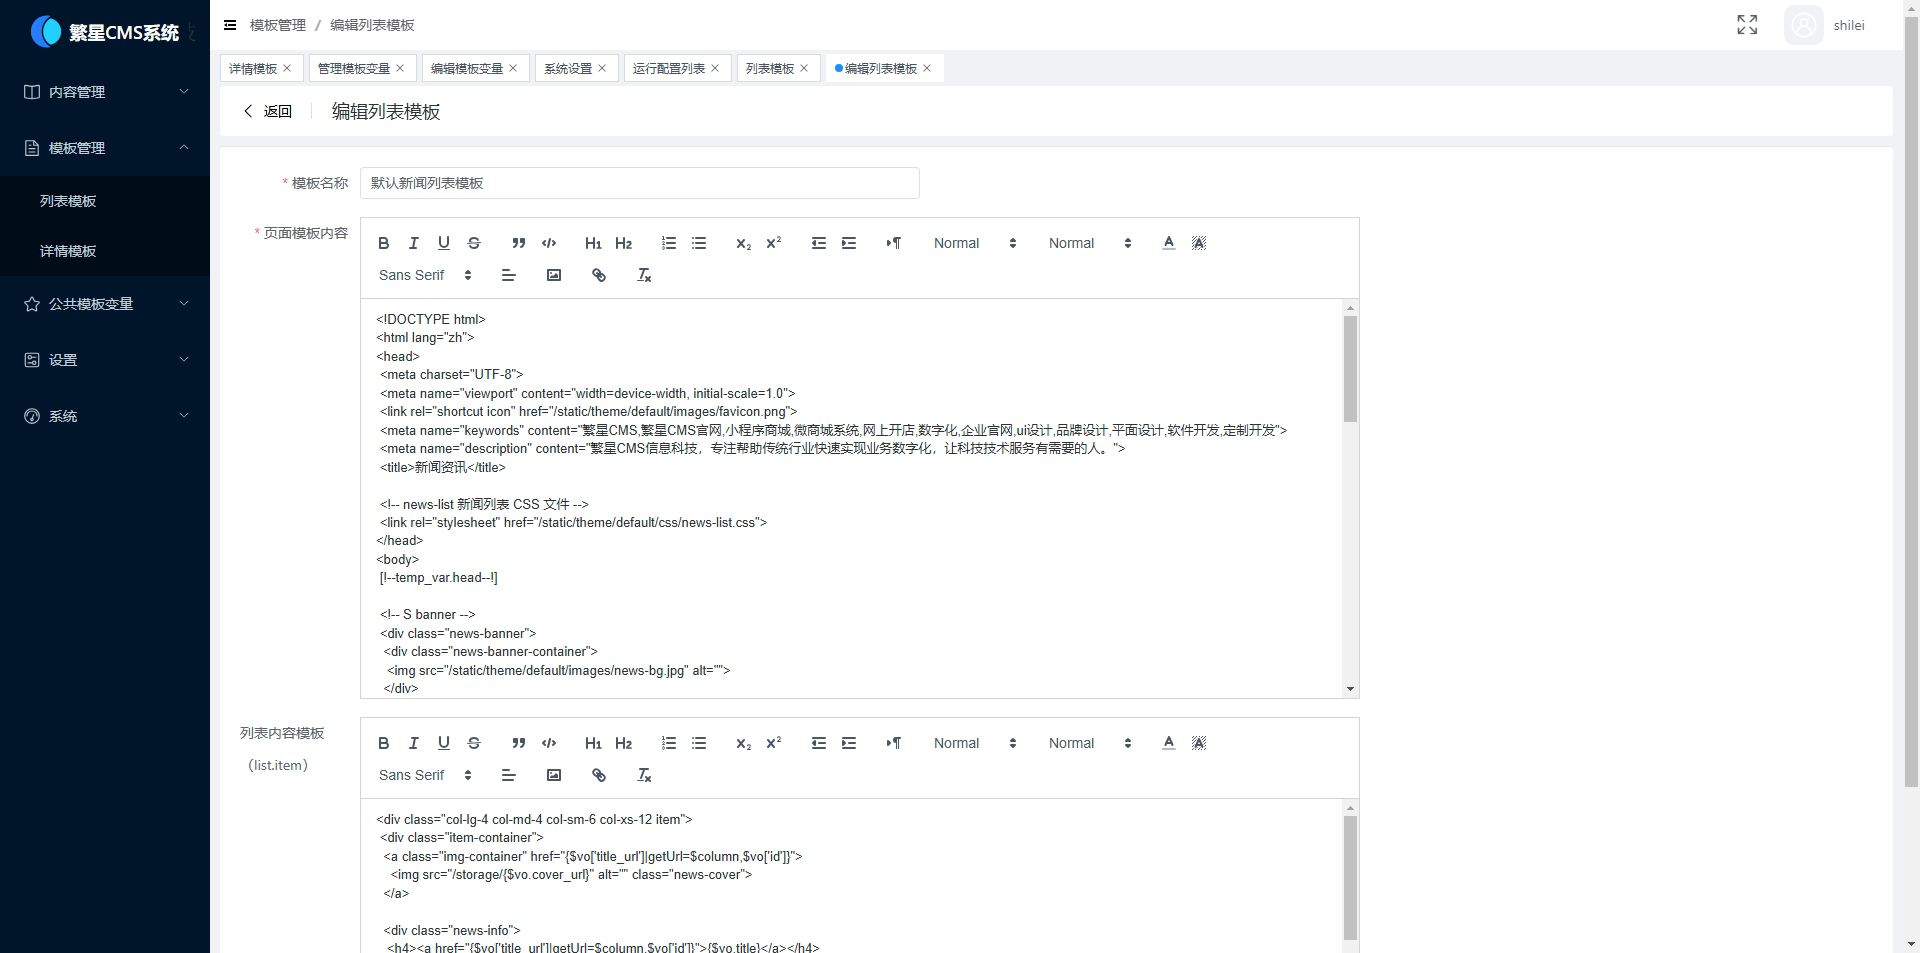 繁星CMS系统
模板管理 / 编辑列表模板
shilei
详情模板
管理模板变量
编辑模板变量
系统设置
运行配置列表
列表模板
编辑列表模板
内容管理
模板管理
列表模板
详情模板
公共模板变量
设置
系统
返回
编辑列表模板
* 模板名称
默认新闻列表模板
* 页面模板内容
Normal
Normal
Sans Serif
<!DOCTYPE html>
<html lang="zh">
<head>
<meta charset="UTF-8">
<meta name="viewport" content="width=device-width, initial-scale=1.0">
<link rel="shortcut icon" href="/static/theme/default/images/favicon.png">
<meta name="keywords" content="繁星CMS,繁星CMS官网,小程序商城,微商城系统,网上开店,数字化,企业官网,ui设计,品牌设计,平面设计,软件开发,定制开发">
<meta name="description" content="繁星CMS信息科技，专注帮助传统行业快速实现业务数字化，让科技技术服务有需要的人。">
<title>新闻资讯</title>
<!-- news-list 新闻列表 CSS 文件 -->
<link rel="stylesheet" href="/static/theme/default/css/news-list.css">
</head>
<body>
[!--temp_var.head--!]
<!-- S banner -->
<div class="news-banner">
<div class="news-banner-container">
<img src="/static/theme/default/images/news-bg.jpg" alt="">
</div>
列表内容模板
（list.item）
Normal
Normal
Sans Serif
<div class="col-lg-4 col-md-4 col-sm-6 col-xs-12 item">
<div class="item-container">
<a class="img-container" href="{$vo['title_url']|getUrl=$column,$vo['id']}">
<img src="/storage/{$vo.cover_url}" alt="" class="news-cover">
</a>
<div class="news-info">
<h4><a href="{$vo['title_url']|getUrl=$column,$vo['id']}">{$vo.title}</a></h4>